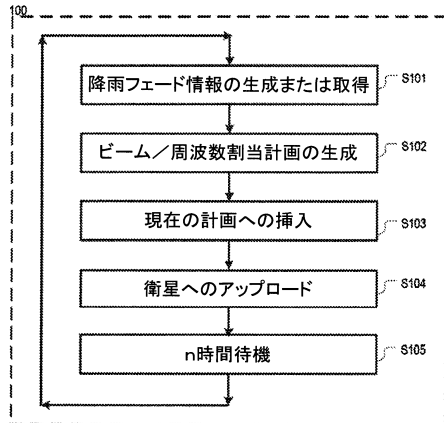 100
降雨フェード情報の生成または取得
S101
ビーム／周波数割当計画の生成
S102
現在の計画への挿入
S103
衛星へのアップロード
S104
n時間待機
S105